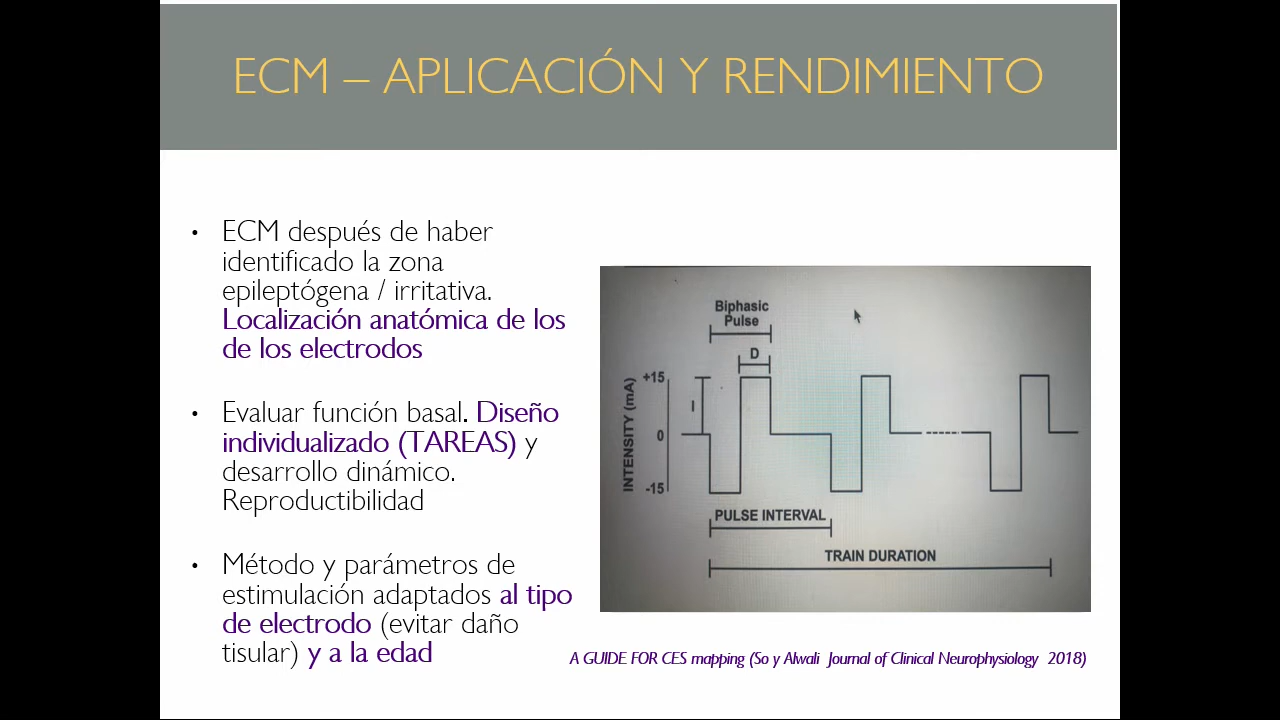 ECM – APLICACIÓN Y RENDIMIENTO
• ECM después de haber
identificado la zona
epileptógena / irritativa.
Localización anatómica de los
de los electrodos
• Evaluar función basal. Diseño
individualizado (TAREAS) y
desarrollo dinámico.
Reproductibilidad
• Método y parámetros de
estimulación adaptados al tipo
de electrodo (evitar daño
tisular) y a la edad
Biphasic
Pulse
D
+15
I
INTENSITY (mA)
0
-15
PULSE INTERVAL
TRAIN DURATION
A GUIDE FOR CES mapping (So y Alwali Journal of Clinical Neurophysiology 2018)